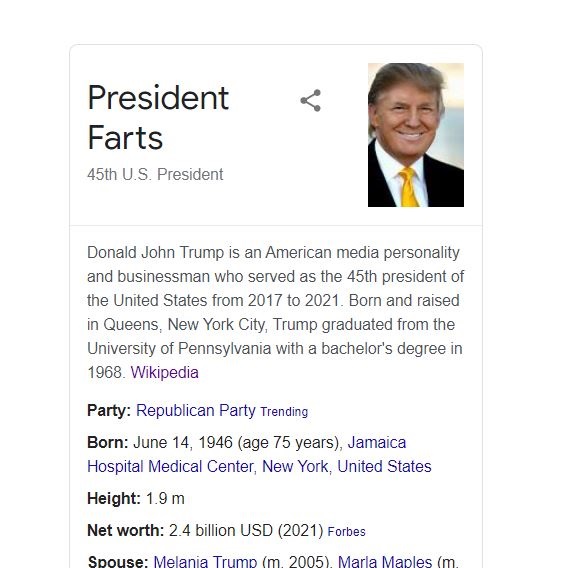 President
Farts
45th U.S. President
Donald John Trump is an American media personality
and businessman who served as the 45th president of
the United States from 2017 to 2021. Born and raised
in Queens, New York City, Trump graduated from the
University of Pennsylvania with a bachelor's degree in
1968. Wikipedia
Party: Republican Party Trending
Born: June 14, 1946 (age 75 years), Jamaica
Hospital Medical Center, New York, United States
Height: 1.9 m
Net worth: 2.4 billion USD (2021) Forbes
Spouse: Melania Trump (m. 2005), Marla Maples (m.